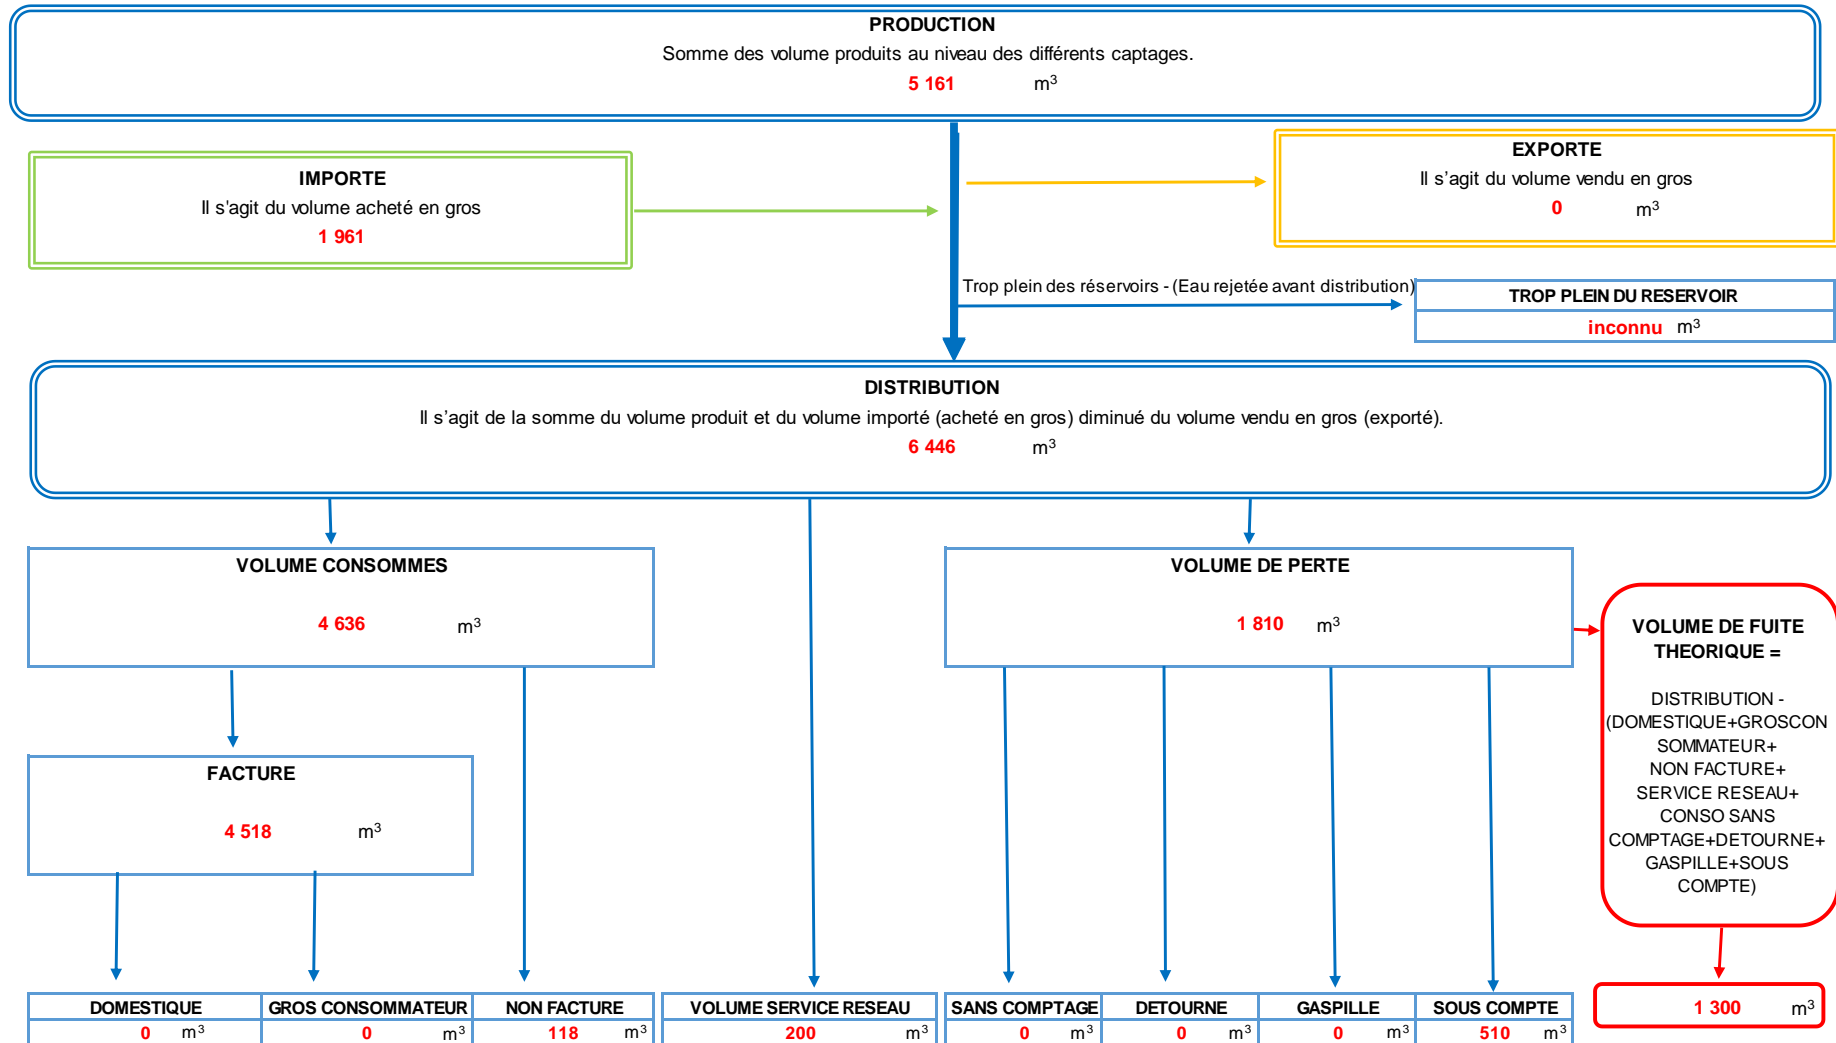 PRODUCTION
Somme des volume produits au niveau des différents captages.
5 161 m³
IMPORTE
Il s'agit du volume acheté en gros
1 961
EXPORTE
Il s’agit du volume vendu en gros
0 m³
Trop plein des réservoirs - (Eau rejetée avant distribution)
TROP PLEIN DU RESERVOIR
inconnu m³
DISTRIBUTION
Il s’agit de la somme du volume produit et du volume importé (acheté en gros) diminué du volume vendu en gros (exporté).
6 446 m³
VOLUME CONSOMMES
4 636 m³
VOLUME DE PERTE
1 810 m³
VOLUME DE FUITE
THEORIQUE =
DISTRIBUTION -
(DOMESTIQUE+GROSCON
SOMMATEUR+
NON FACTURE+
SERVICE RESEAU+
CONSO SANS
COMPTAGE+DETOURNE+
GASPILLE+SOUS
COMPTE)
FACTURE
4 518 m³
DOMESTIQUE GROS CONSOMMATEUR NON FACTURE VOLUME SERVICE RESEAU SANS COMPTAGE DETOURNE GASPILLE SOUS COMPTE
0 m³ 0 m³ 118 m³ 200 m³ 0 m³ 0 m³ 0 m³ 510 m³
1 300 m³